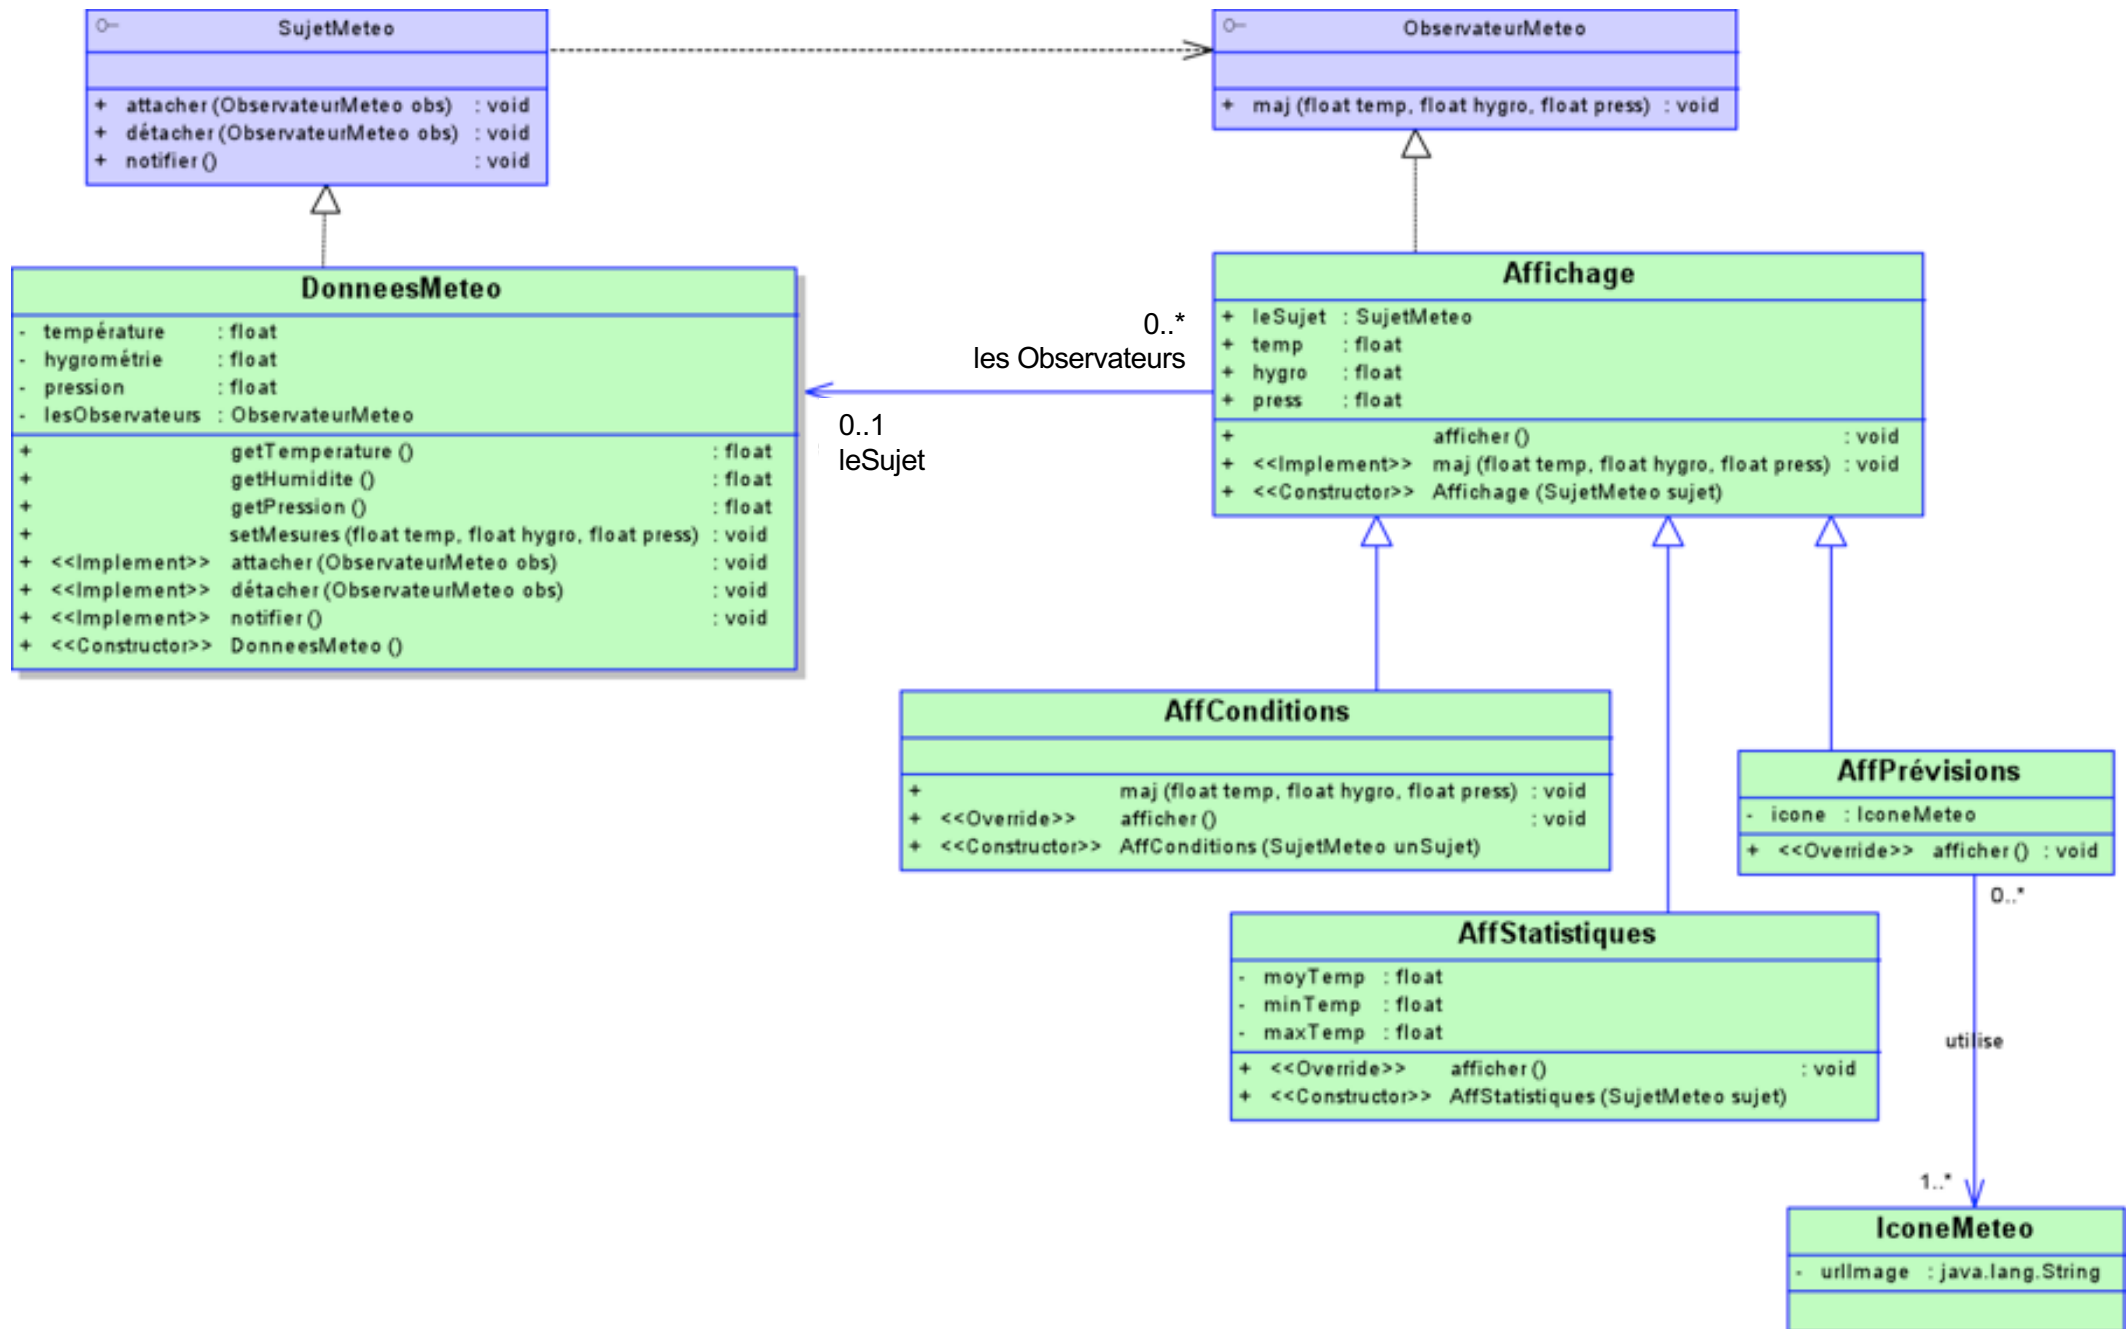 SujetMeteo
+ attacher (ObservateurMeteo obs) : void
+ détacher (ObservateurMeteo obs) : void
+ notifier () : void
ObservateurMeteo
+ maj (float temp, float hygro, float press) : void
DonneesMeteo
- température : float
- hygrométrie : float
- pression : float
- lesObservateurs : ObservateurMeteo
+ getTemperature () : float
+ getHumidite () : float
+ getPression () : float
+ setMesures (float temp, float hygro, float press) : void
+ <<Implement>> attacher (ObservateurMeteo obs) : void
+ <<Implement>> détacher (ObservateurMeteo obs) : void
+ <<Implement>> notifier () : void
+ <<Constructor>> DonneesMeteo ()
0..*
les Observateurs
0..1
leSujet
Affichage
+ leSujet : SujetMeteo
+ temp : float
+ hygro : float
+ press : float
+ afficher () : void
+ <<Implement>> maj (float temp, float hygro, float press) : void
+ <<Constructor>> Affichage (SujetMeteo sujet)
AffConditions
+ maj (float temp, float hygro, float press) : void
+ <<Override>> afficher () : void
+ <<Constructor>> AffConditions (SujetMeteo unSujet)
AffPrévisions
- icone : IconeMeteo
+ <<Override>> afficher () : void
0..*
AffStatistiques
- moyTemp : float
- minTemp : float
- maxTemp : float
+ <<Override>> afficher () : void
+ <<Constructor>> AffStatistiques (SujetMeteo sujet)
utilise
1..*
IconeMeteo
- urlImage : java.lang.String